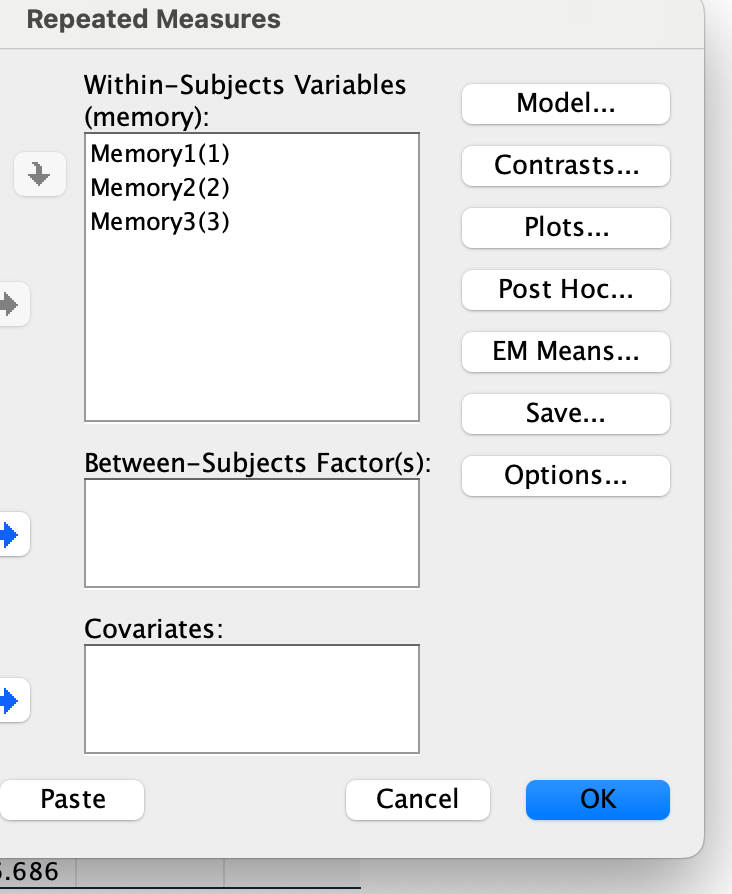 Repeated Measures
Within-Subjects Variables
(memory):
Memory1(1)
Memory2(2)
Memory3(3)
Model...
Contrasts...
Plots...
Post Hoc...
EM Means...
Save...
Options...
Between-Subjects Factor(s):
Covariates:
Paste
Cancel
OK
.686